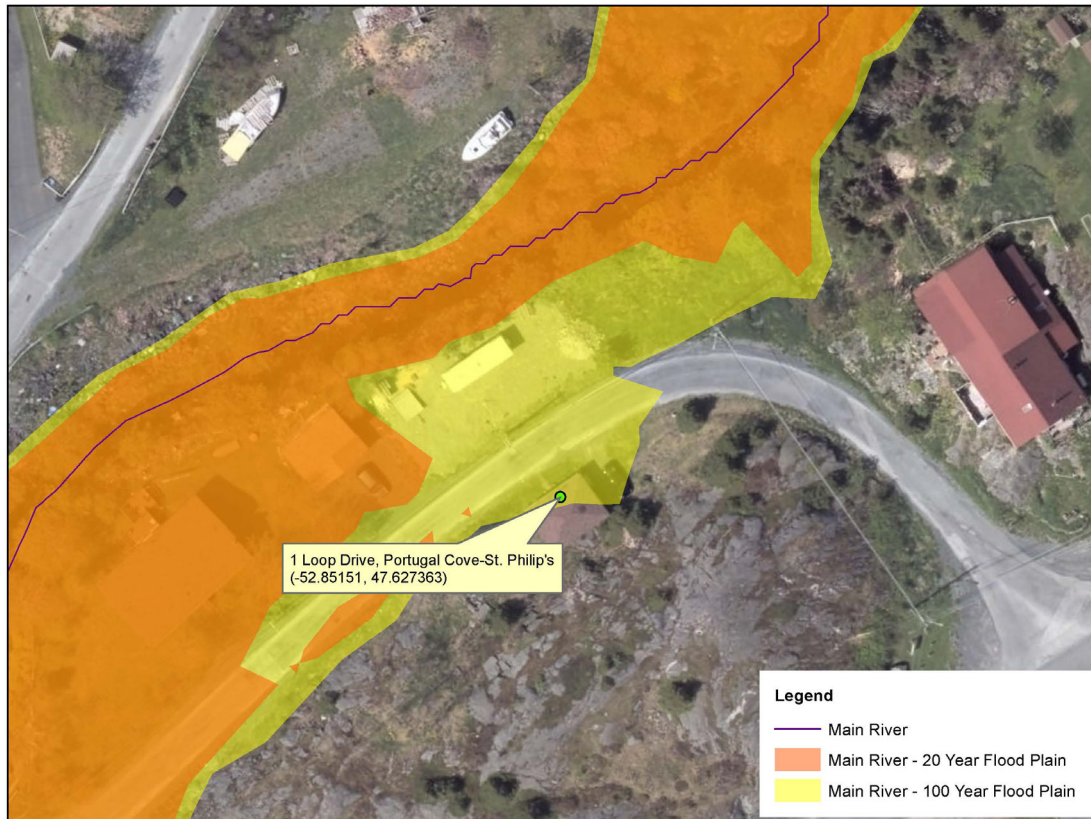 1 Loop Drive, Portugal Cove-St. Philip's
(-52.85151, 47.627363)
Legend
Main River
Main River - 20 Year Flood Plain
Main River - 100 Year Flood Plain